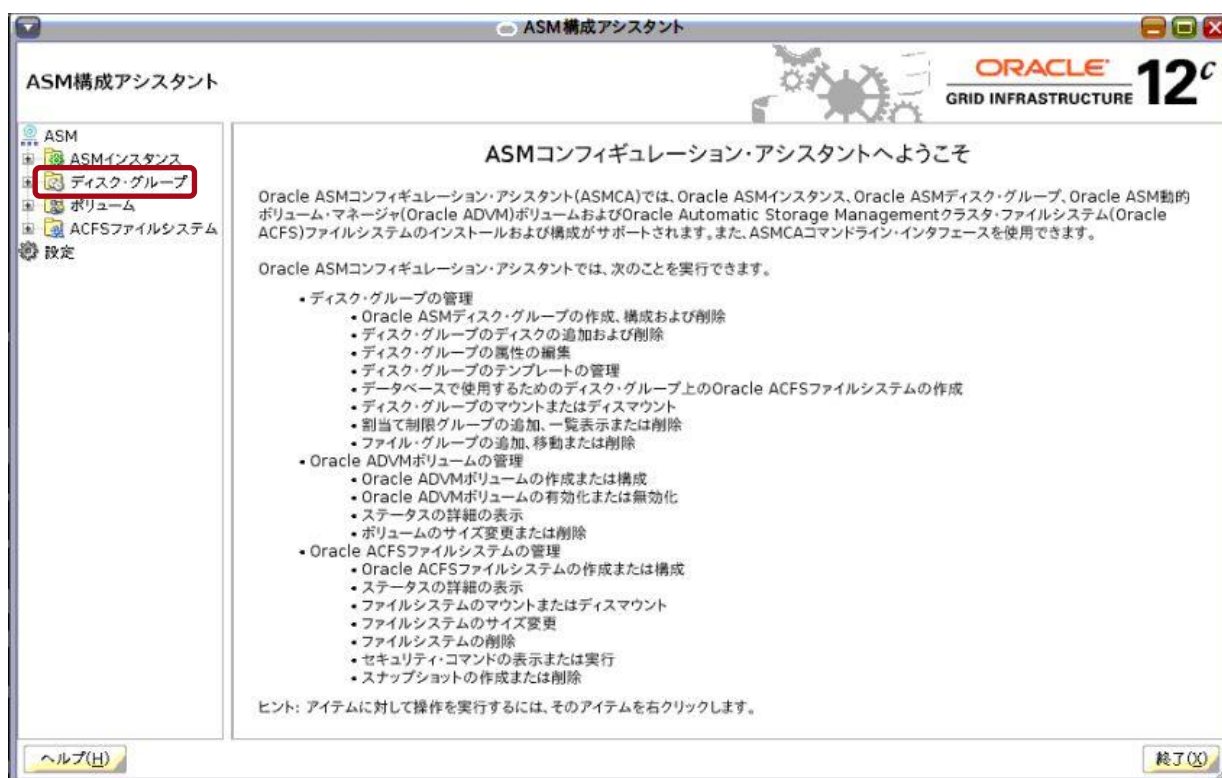 ASM構成アシスタント
ASM構成アシスタント
ORACLE
GRID INFRASTRUCTURE
12c
ASM
ASMインスタンス
ディスク・グループ
ボリューム
ACFSファイルシステム
設定
ASMコンフィギュレーション・アシスタントへようこそ
Oracle ASMコンフィギュレーション・アシスタント(ASMCA)では、Oracle ASMインスタンス、Oracle ASMディスク・グループ、Oracle ASM動的
ボリューム・マネージャ(Oracle ADVM)ボリュームおよびOracle Automatic Storage Managementクラスタ・ファイルシステム(Oracle
ACFS)ファイルシステムのインストールおよび構成がサポートされます。また、ASMCAコマンドライン・インタフェースを使用できます。
Oracle ASMコンフィギュレーション・アシスタントでは、次のことを実行できます。
• ディスク・グループの管理
• Oracle ASMディスク・グループの作成、構成および削除
• ディスク・グループのディスクの追加および削除
• ディスク・グループの属性の編集
• ディスク・グループのテンプレートの管理
• データベースで使用するためのディスク・グループ上のOracle ACFSファイルシステムの作成
• ディスク・グループのマウントまたはディスマウント
• 割当て制限グループの追加、一覧表示または削除
• ファイル・グループの追加、移動または削除
• Oracle ADVMボリュームの管理
• Oracle ADVMボリュームの作成または構成
• Oracle ADVMボリュームの有効化または無効化
• ステータスの詳細の表示
• ボリュームのサイズ変更または削除
• Oracle ACFSファイルシステムの管理
• Oracle ACFSファイルシステムの作成または構成
• ステータスの詳細の表示
• ファイルシステムのマウントまたはディスマウント
• ファイルシステムのサイズ変更
• ファイルシステムの削除
• セキュリティ・コマンドの表示または実行
• スナップショットの作成または削除
ヒント: アイテムに対して操作を実行するには、そのアイテムを右クリックします。
ヘルプ(H)
終了(X)